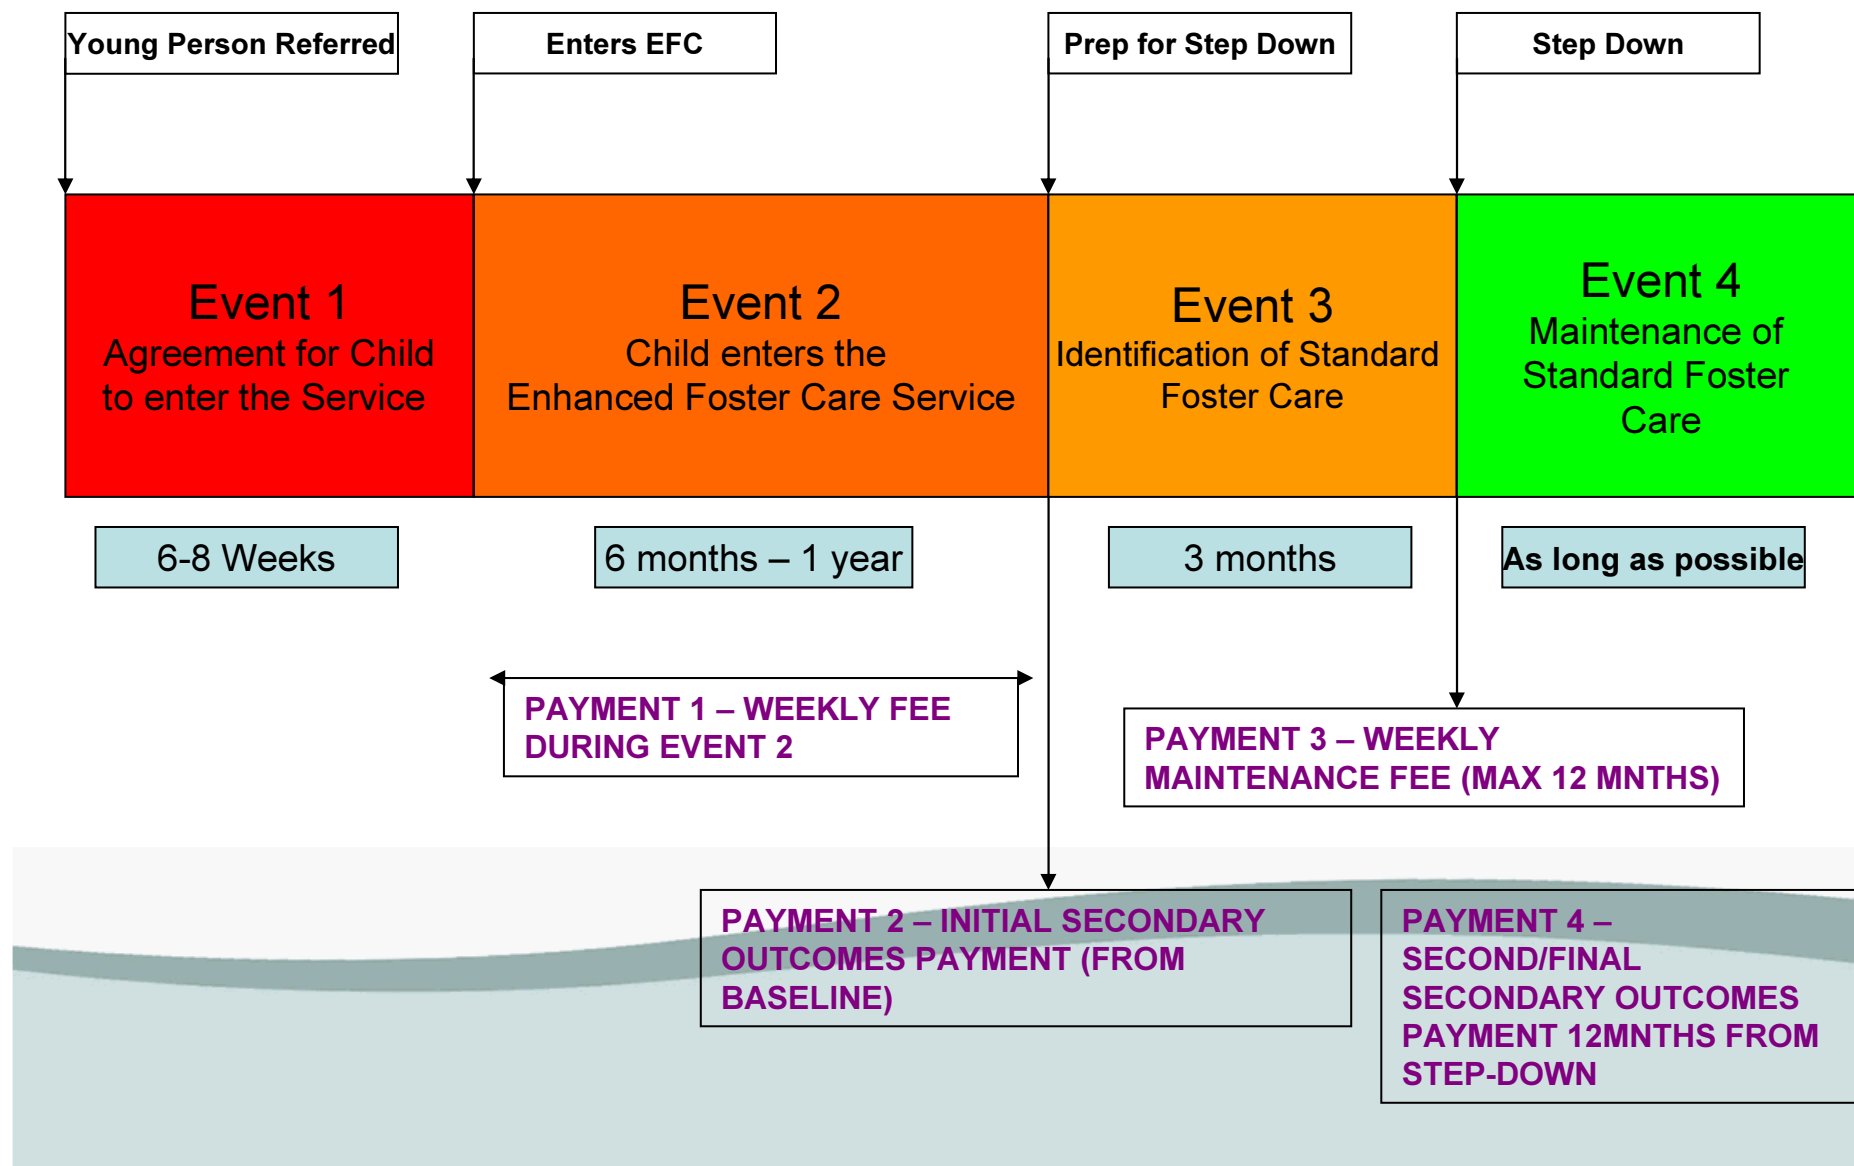 Young Person Referred
Enters EFC
Prep for Step Down
Step Down
Event 1
Agreement for Child
to enter the Service
Event 2
Child enters the
Enhanced Foster Care Service
Event 3
Identification of Standard
Foster Care
Event 4
Maintenance of
Standard Foster
Care
6-8 Weeks
6 months – 1 year
3 months
As long as possible
PAYMENT 1 – WEEKLY FEE
DURING EVENT 2
PAYMENT 3 – WEEKLY
MAINTENANCE FEE (MAX 12 MNTHS)
PAYMENT 2 – INITIAL SECONDARY
OUTCOMES PAYMENT (FROM
BASELINE)
PAYMENT 4 –
SECOND/FINAL
SECONDARY OUTCOMES
PAYMENT 12MNTHS FROM
STEP-DOWN